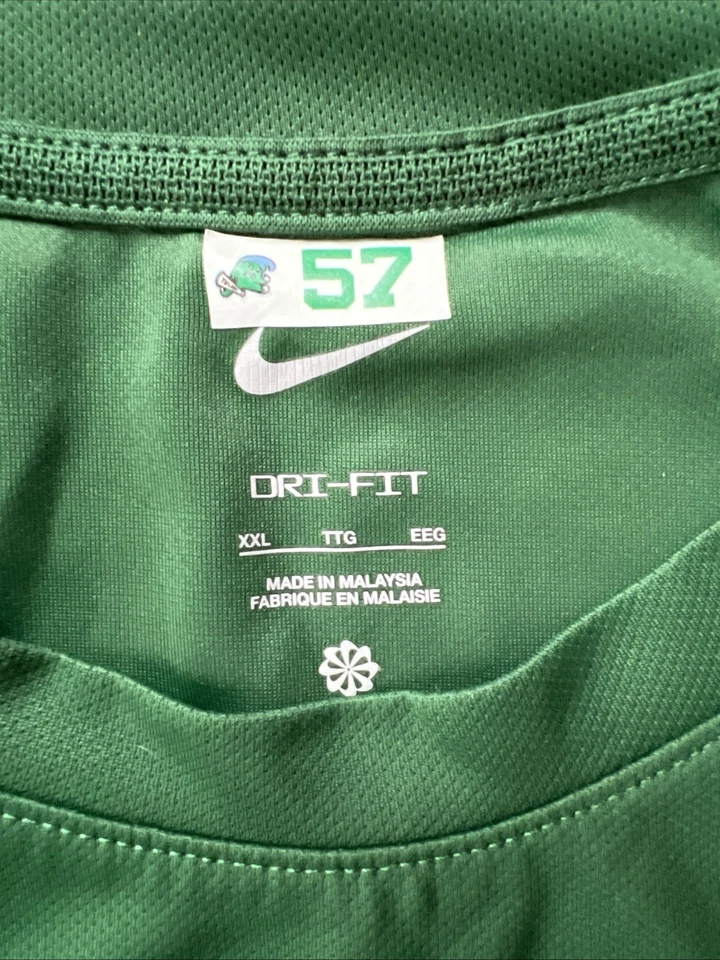 57
DRI-FIT
XXL TTG EEG
MADE IN MALAYSIA
FABRIQUE EN MALAISIE